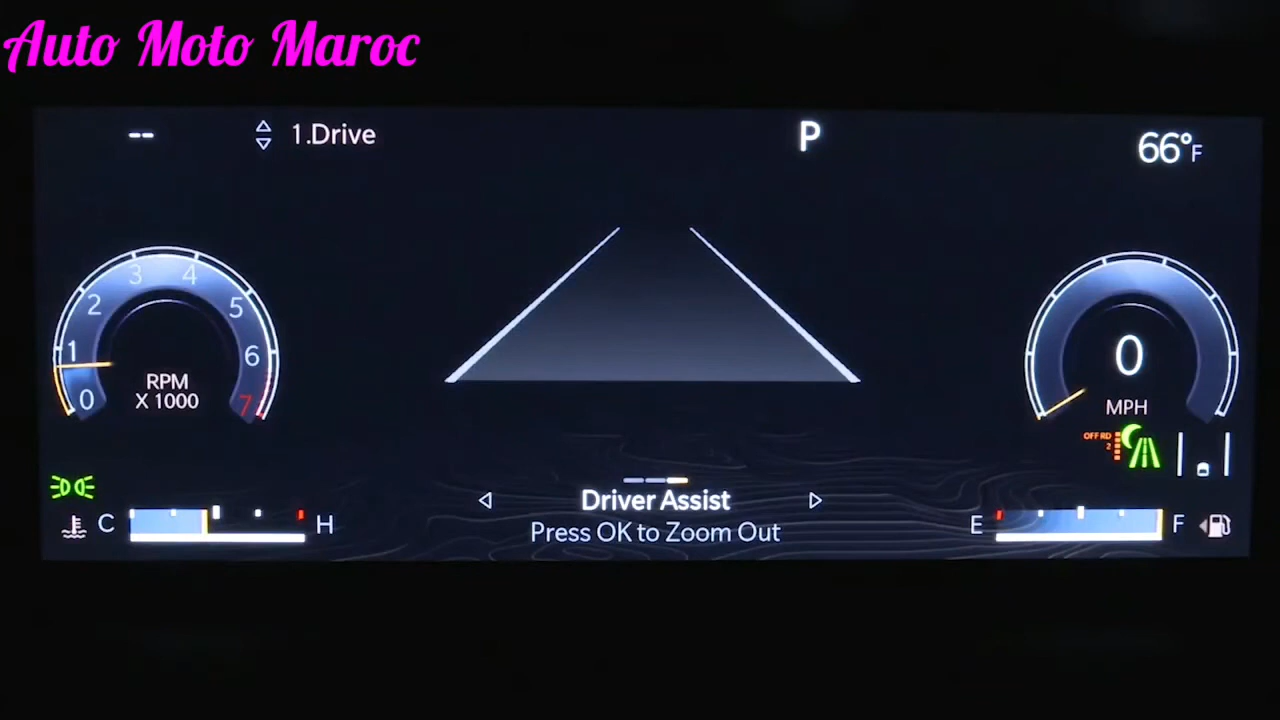 Auto Moto Maroc
-- 1.Drive P 66°F
0 1 2 3 4 5 6 7
RPM
X 1000
0
MPH
OFF RD
2
Driver Assist
Press OK to Zoom Out
C H
E F